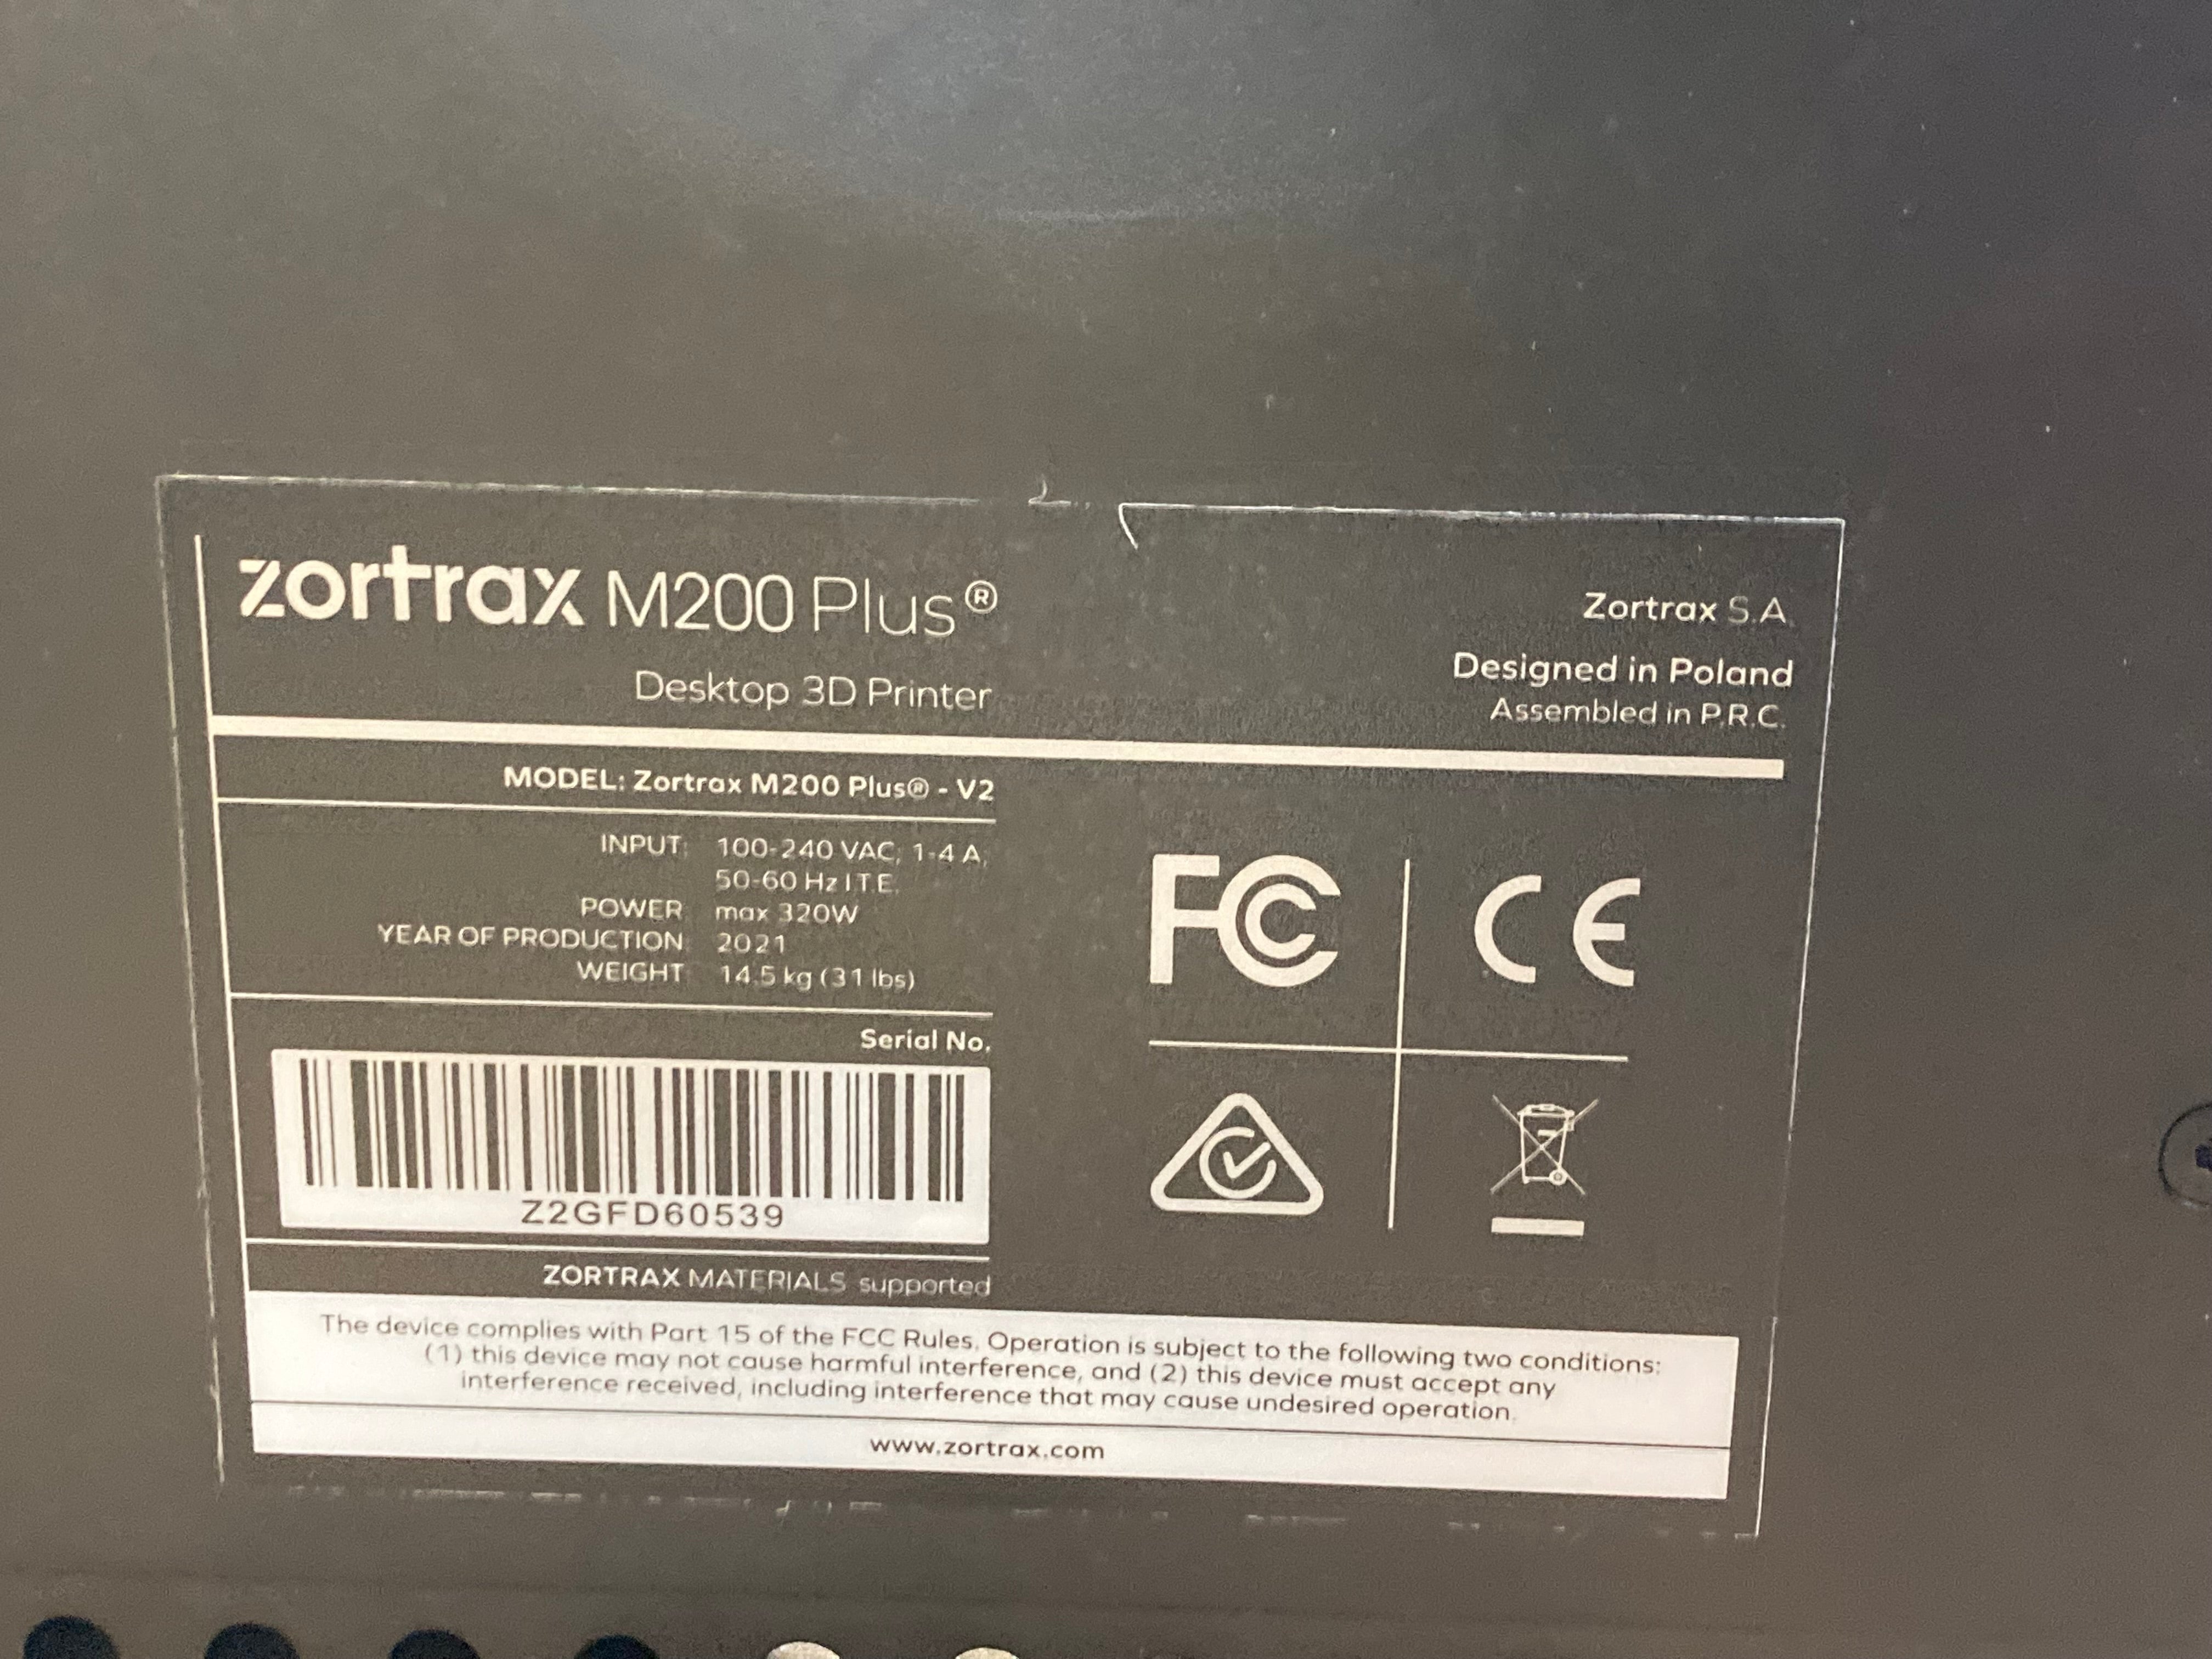 zortrax M200 Plus®
Desktop 3D Printer
Zortrax S.A.
Designed in Poland
Assembled in P.R.C.
MODEL: Zortrax M200 Plus® - V2
INPUT: 100-240 VAC, 1-4 A,
50-60 Hz I.T.E.
POWER: max 320W
YEAR OF PRODUCTION: 2021
WEIGHT: 14.5 kg (31 lbs)
Serial No.
Z2GFD60539
ZORTRAX MATERIALS supported
FC CE
The device complies with Part 15 of the FCC Rules. Operation is subject to the following two conditions:
(1) this device may not cause harmful interference, and (2) this device must accept any
interference received, including interference that may cause undesired operation.
www.zortrax.com